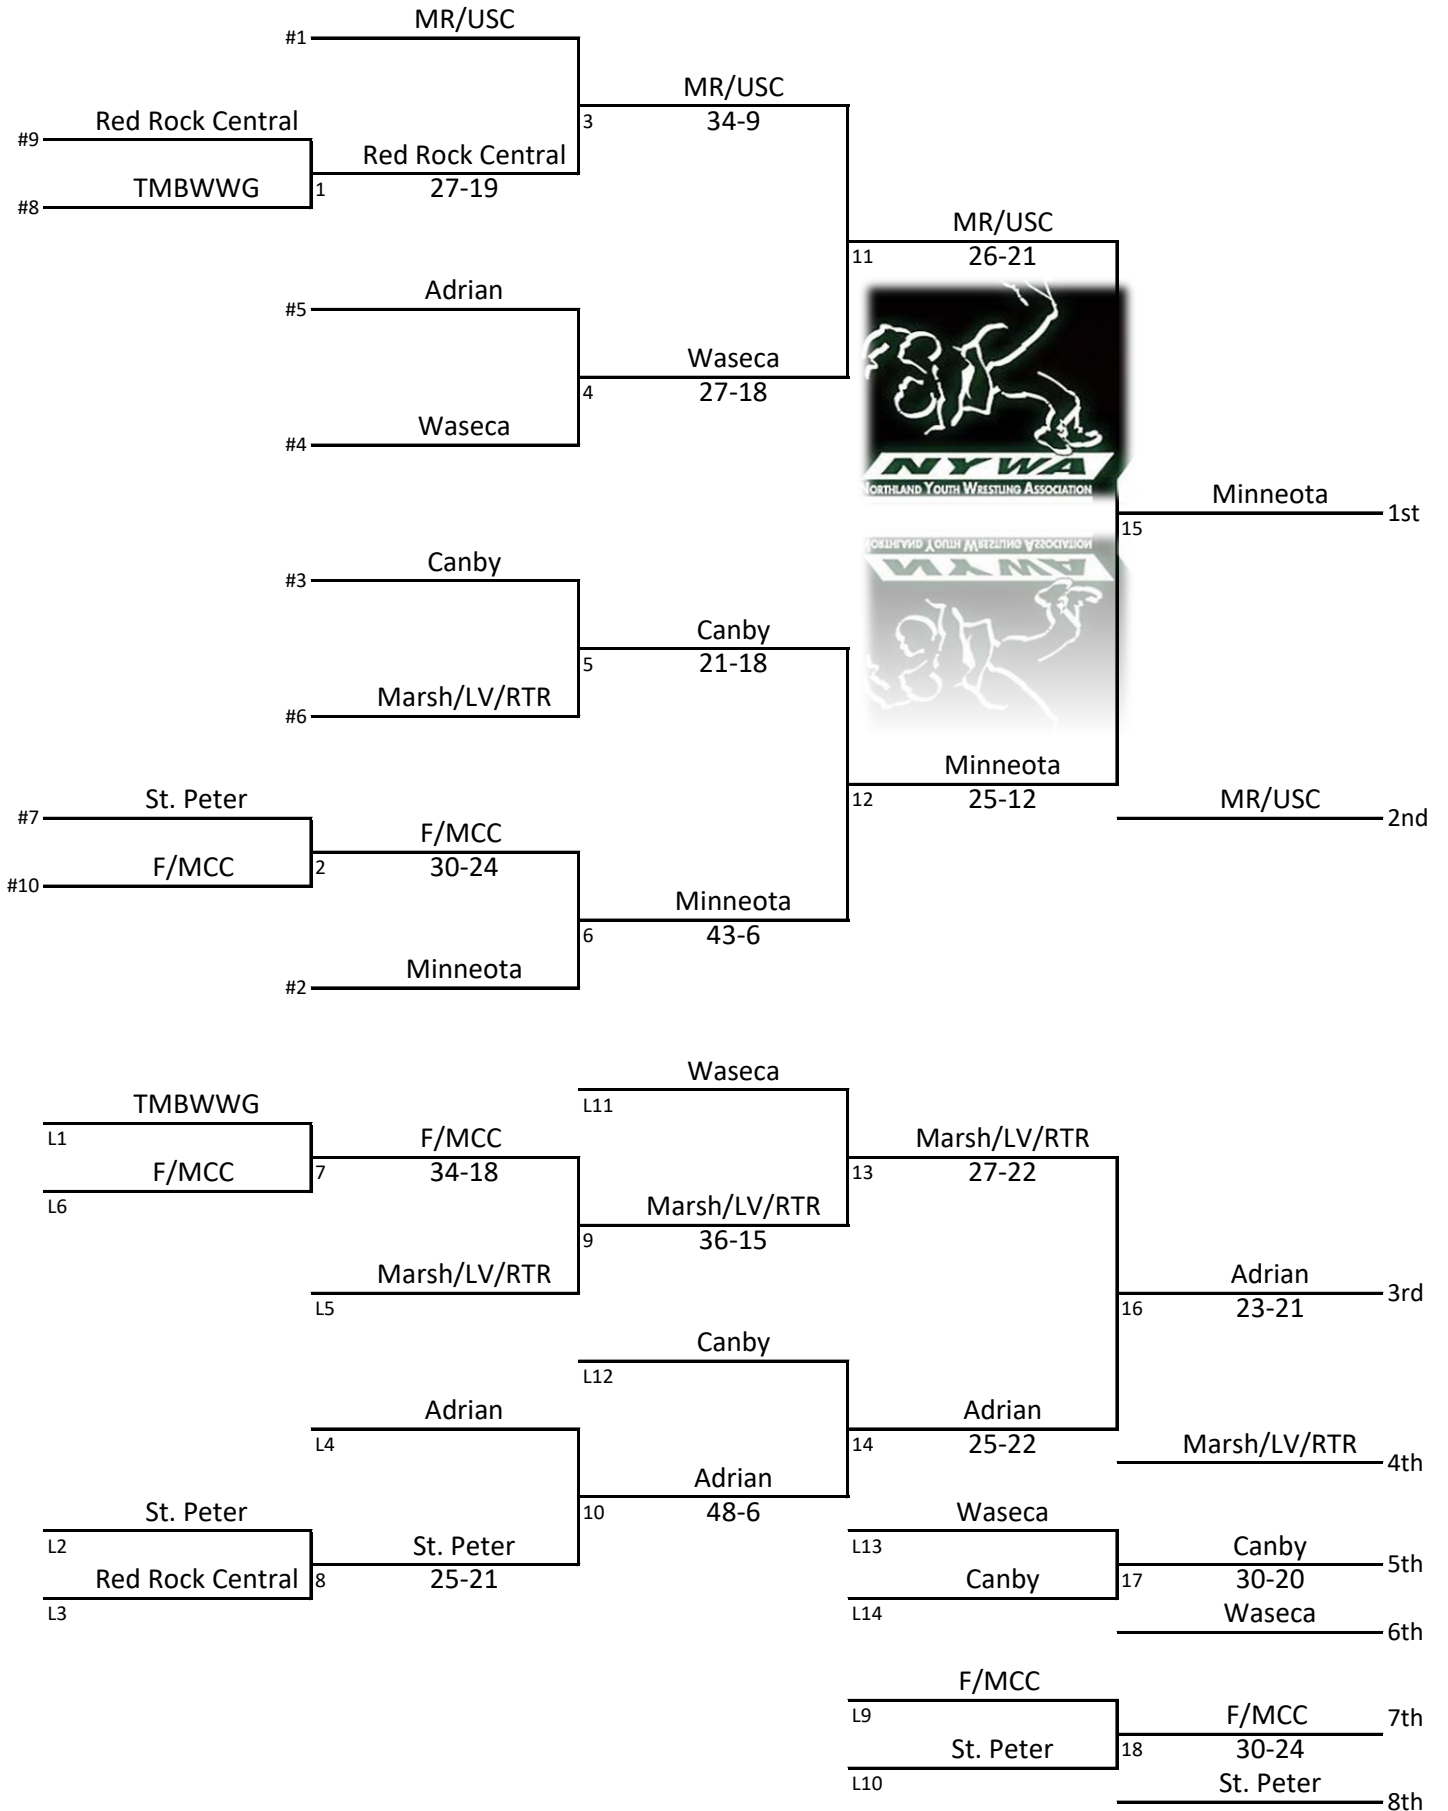 MR/USC
#1
MR/USC
Red Rock Central
#9
3
34-9
Red Rock Central
TMBWWG
1
27-19
#8
MR/USC
11
26-21
Adrian
#5
Waseca
4
27-18
Waseca
#4
NYWA
NORTHLAND YOUTH WRESTLING ASSOCIATION
Minneota
1st
15
NORTHLAND YOUTH WRESTLING ASSOCIATION
NYWA
Canby
#3
Canby
5
21-18
Marsh/LV/RTR
#6
Minneota
12
25-12
St. Peter
#7
MR/USC
2nd
F/MCC
F/MCC
2
30-24
#10
Minneota
6
43-6
Minneota
#2
Waseca
L11
TMBWWG
L1
F/MCC
Marsh/LV/RTR
F/MCC
7
34-18
13
27-22
L6
Marsh/LV/RTR
9
36-15
Marsh/LV/RTR
L5
Adrian
3rd
16
23-21
Canby
L12
Adrian
L4
Adrian
14
25-22
Marsh/LV/RTR
4th
Adrian
10
48-6
St. Peter
L2
Waseca
L13
St. Peter
Canby
5th
Red Rock Central
8
25-21
Canby
17
30-20
L3
L14
Waseca
6th
F/MCC
L9
F/MCC
7th
St. Peter
18
30-24
L10
St. Peter
8th